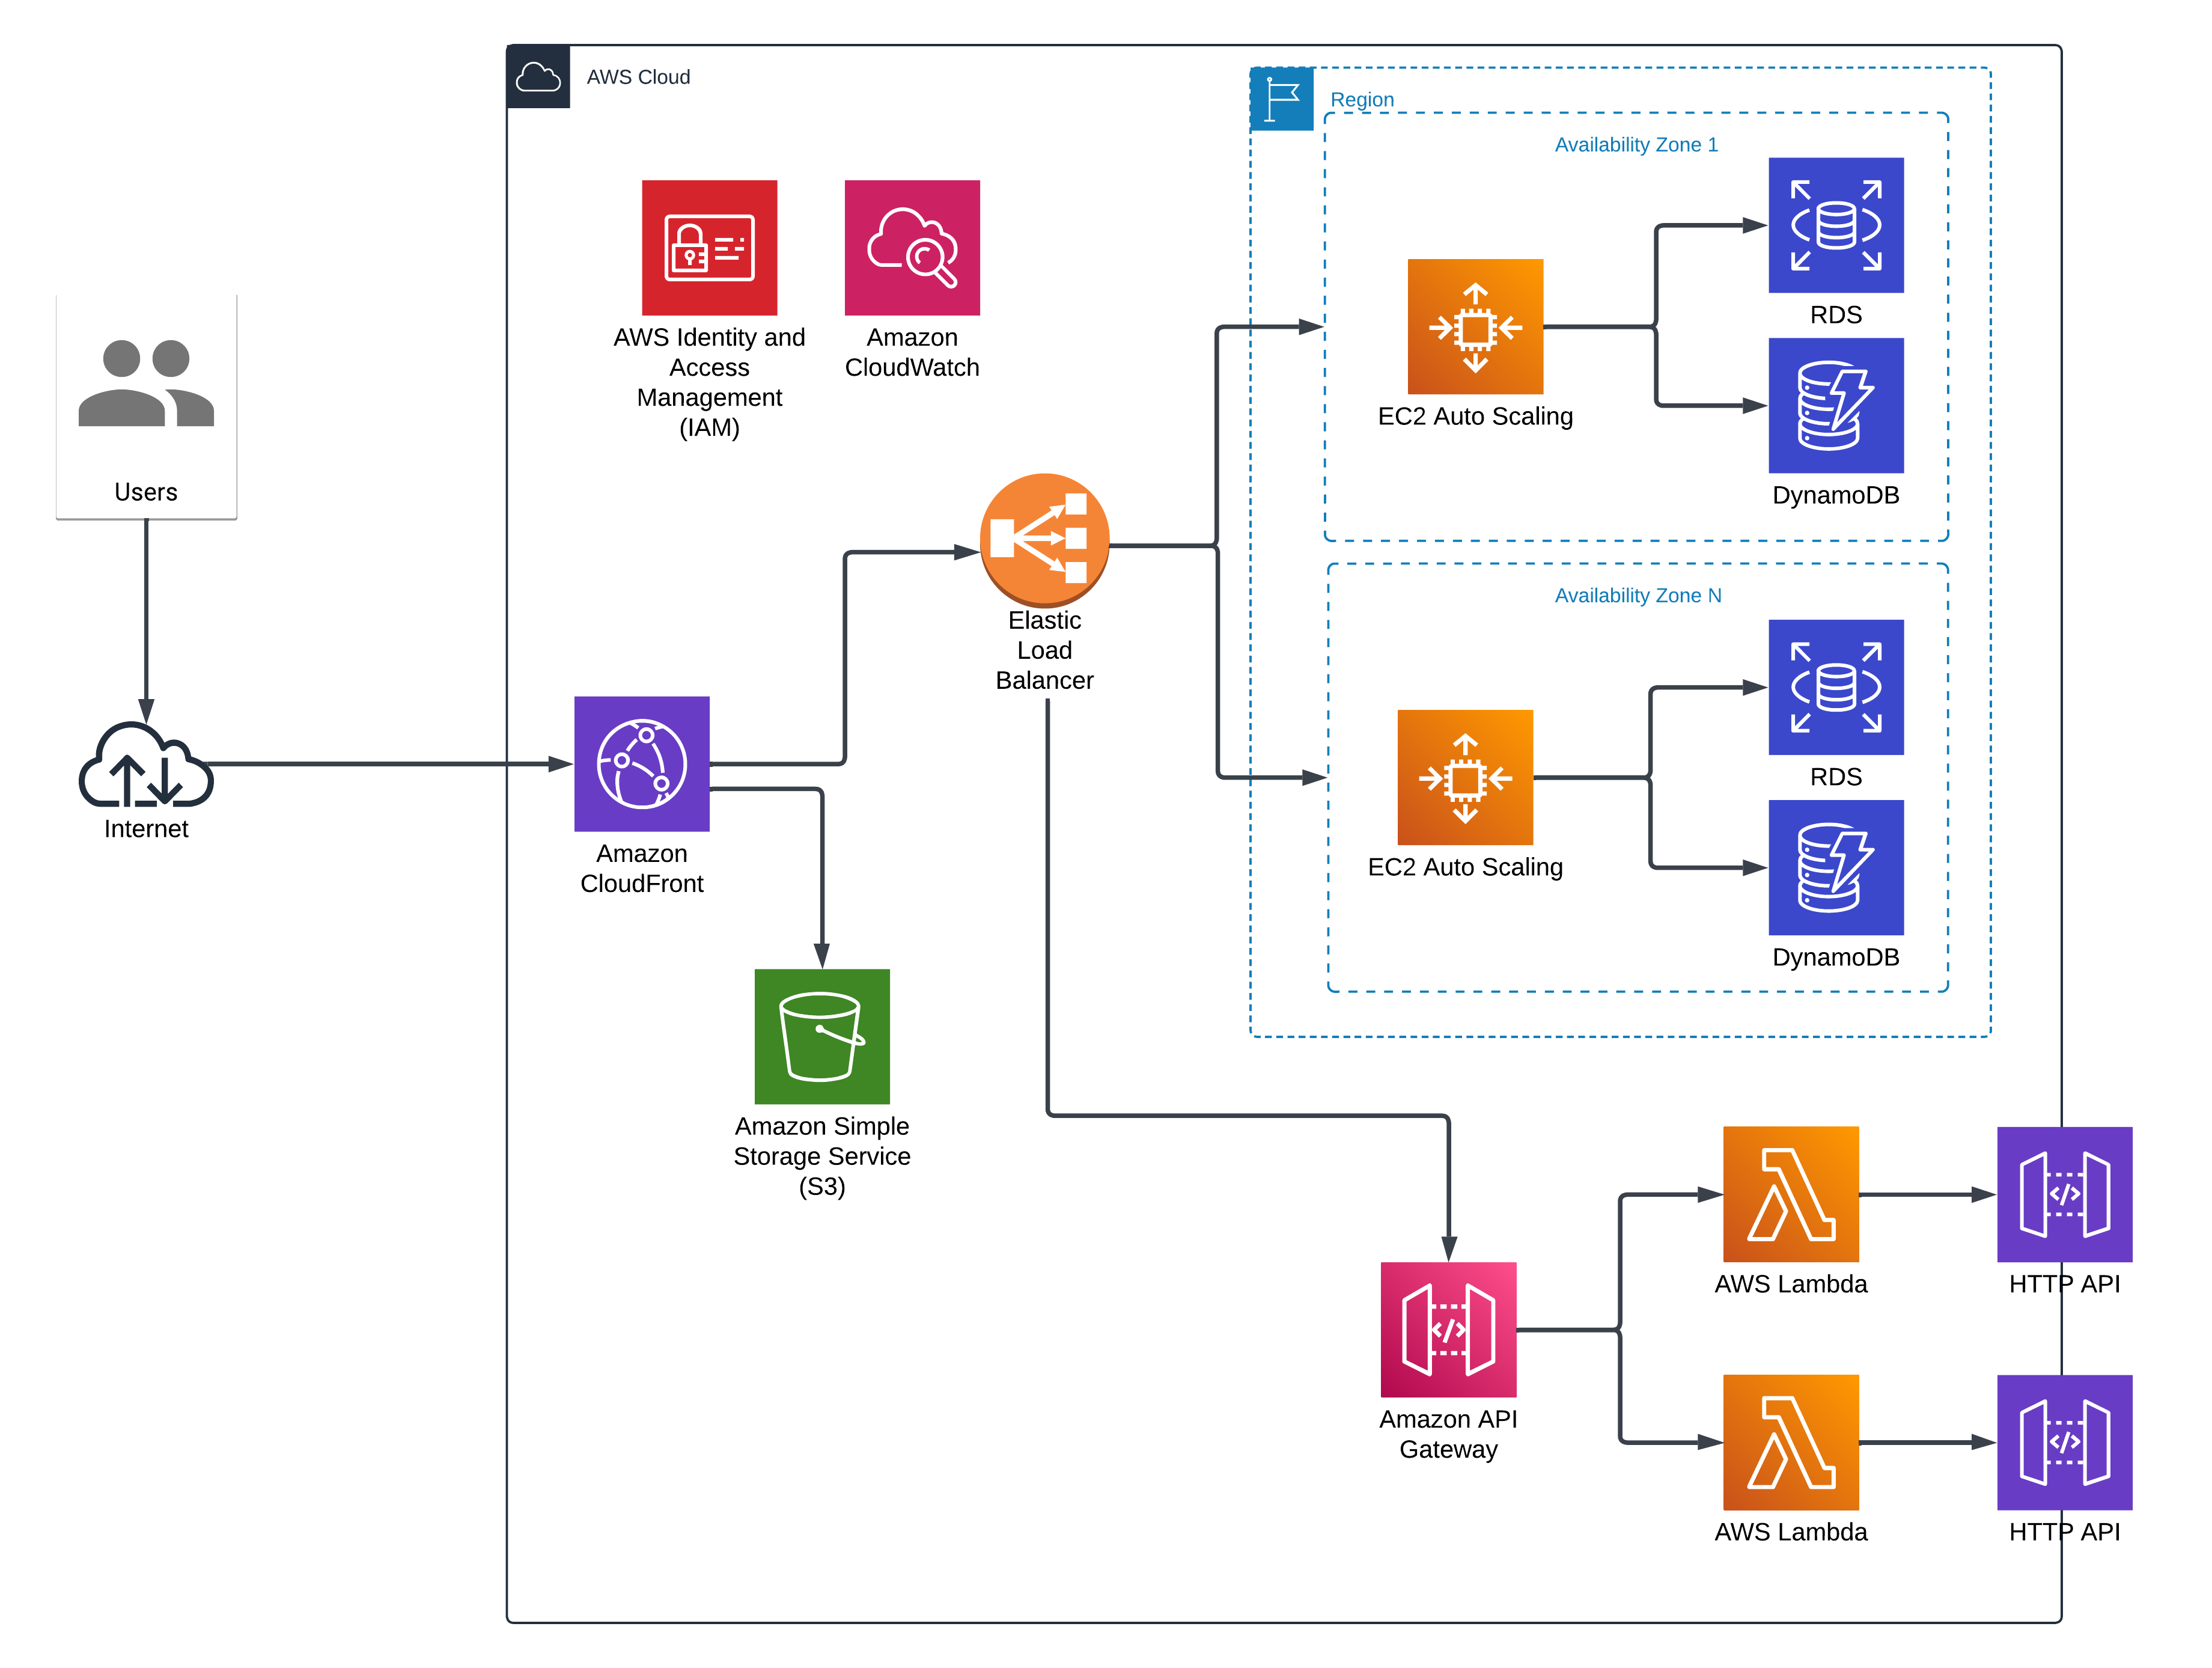 AWS Cloud
Region
Availability Zone 1
AWS Identity and
Access
Management
(IAM)
Amazon
CloudWatch
EC2 Auto Scaling
RDS
DynamoDB
Users
Elastic
Load
Balancer
Availability Zone N
EC2 Auto Scaling
RDS
DynamoDB
Internet
Amazon
CloudFront
Amazon Simple
Storage Service
(S3)
Amazon API
Gateway
AWS Lambda
HTTP API
AWS Lambda
HTTP API